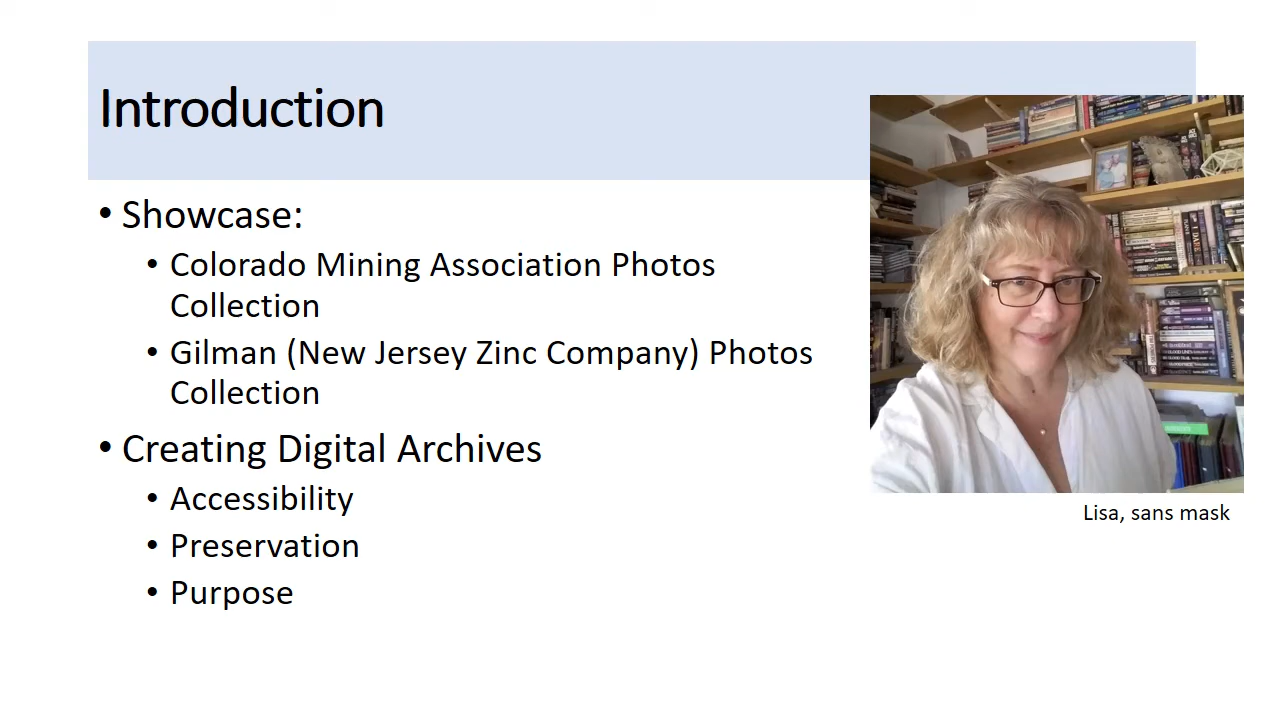 Introduction
• Showcase:
• Colorado Mining Association Photos
Collection
• Gilman (New Jersey Zinc Company) Photos
Collection
• Creating Digital Archives
• Accessibility
• Preservation
• Purpose
Lisa, sans mask